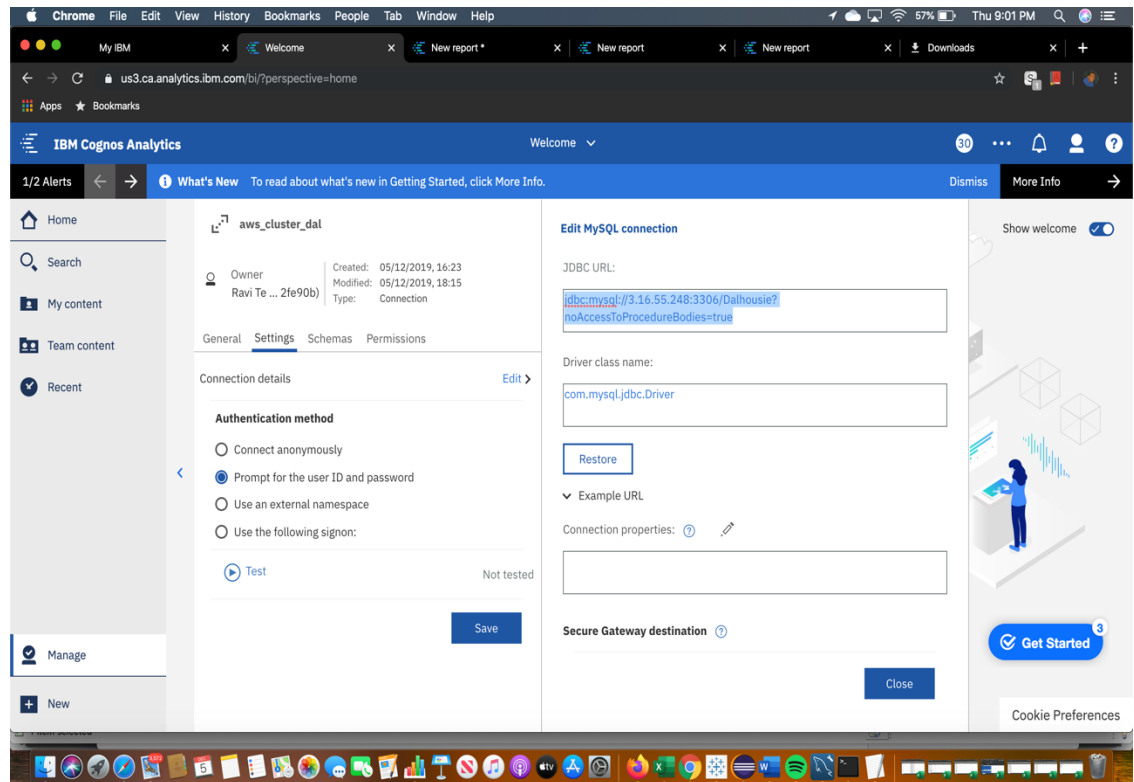 Chrome File Edit View History Bookmarks People Tab Window Help 57% Thu 9:01 PM
My IBM Welcome New report * New report New report Downloads
us3.ca.analytics.ibm.com/bi/?perspective=home
Apps Bookmarks
IBM Cognos Analytics Welcome 30
1/2 Alerts What's New To read about what's new in Getting Started, click More Info. Dismiss More Info
Home
Search
My content
Team content
Recent
Manage
New
aws_cluster_dal
Owner
Ravi Te ... 2fe90b)
Created: 05/12/2019, 16:23
Modified: 05/12/2019, 18:15
Type: Connection
General Settings Schemas Permissions
Connection details Edit
Authentication method
Connect anonymously
Prompt for the user ID and password
Use an external namespace
Use the following signon:
Test Not tested
Save
Edit MySQL connection
JDBC URL:
jdbc:mysql://3.16.55.248:3306/Dalhousie?
noAccessToProcedureBodies=true
Driver class name:
com.mysql.jdbc.Driver
Restore
Example URL
Connection properties:
Secure Gateway destination
Close
Show welcome
3
Get Started
Cookie Preferences